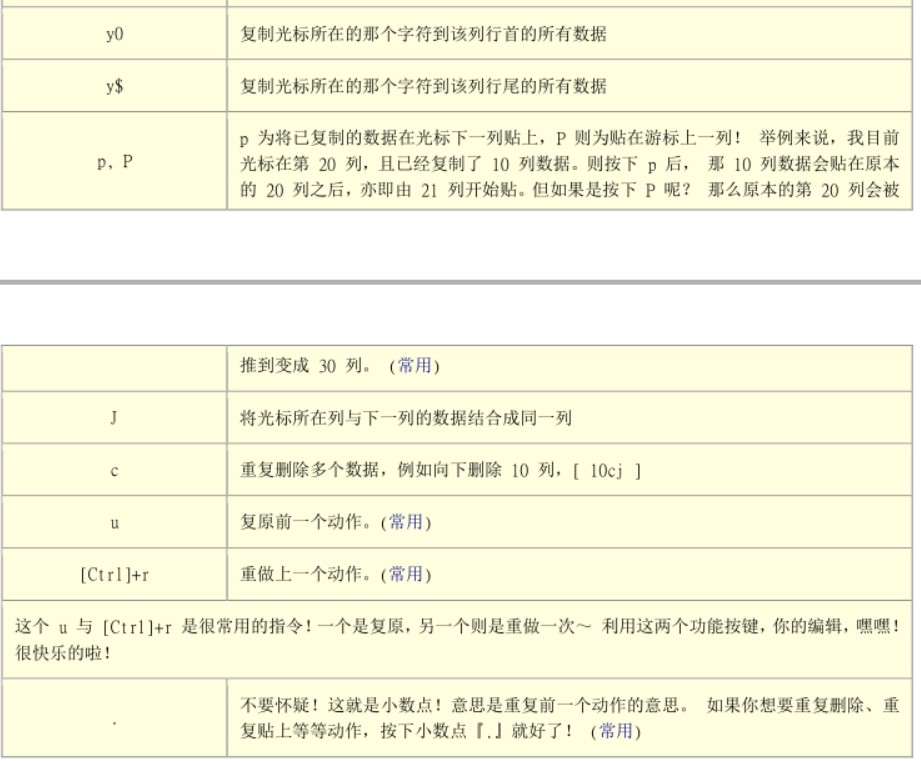 y0
复制光标所在的那个字符到该列行首的所有数据
y$
复制光标所在的那个字符到该列行尾的所有数据
p, P
p 为将已复制的数据在光标下一列贴上，P 则为贴在游标上一列！ 举例来说，我目前
光标在第 20 列，且已经复制了 10 列数据。则按下 p 后， 那 10 列数据会贴在原本
的 20 列之后，亦即由 21 列开始贴。但如果是按下 P 呢？ 那么原本的第 20 列会被
推到变成 30 列。 (常用)
J
将光标所在列与下一列的数据结合成同一列
c
重复删除多个数据，例如向下删除 10 列，[ 10cj ]
u
复原前一个动作。(常用)
[Ctrl]+r
重做上一个动作。(常用)
这个 u 与 [Ctrl]+r 是很常用的指令！一个是复原，另一个则是重做一次～ 利用这两个功能按键，你的编辑，嘿嘿！
很快乐的啦！
.
不要怀疑！这就是小数点！意思是重复前一个动作的意思。 如果你想要重复删除、重
复贴上等等动作，按下小数点『.』就好了！ (常用)